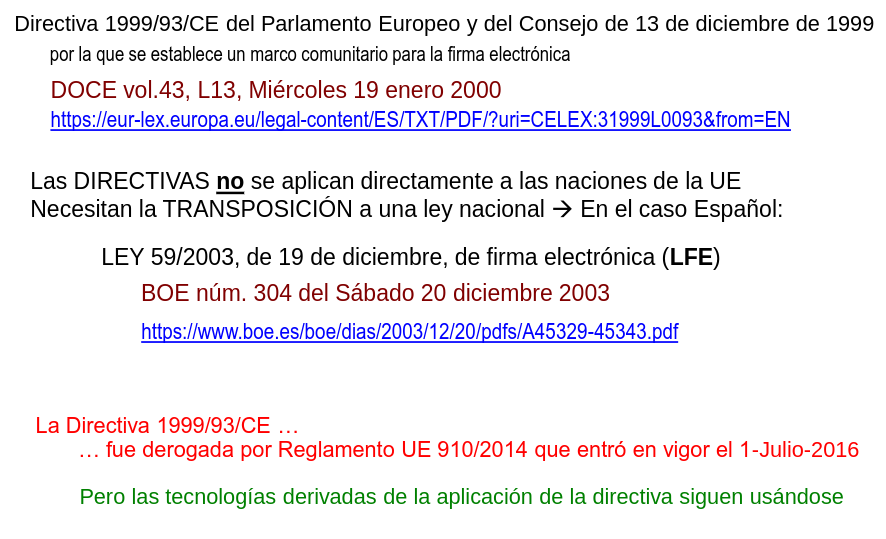 Directiva 1999/93/CE del Parlamento Europeo y del Consejo de 13 de diciembre de 1999
por la que se establece un marco comunitario para la firma electrónica
DOCE vol.43, L13, Miércoles 19 enero 2000
https://eur-lex.europa.eu/legal-content/ES/TXT/PDF/?uri=CELEX:31999L0093&from=EN
Las DIRECTIVAS no se aplican directamente a las naciones de la UE
Necesitan la TRANSPOSICIÓN a una ley nacional → En el caso Español:
LEY 59/2003, de 19 de diciembre, de firma electrónica (LFE)
BOE núm. 304 del Sábado 20 diciembre 2003
https://www.boe.es/boe/dias/2003/12/20/pdfs/A45329-45343.pdf
La Directiva 1999/93/CE …
… fue derogada por Reglamento UE 910/2014 que entró en vigor el 1-Julio-2016
Pero las tecnologías derivadas de la aplicación de la directiva siguen usándose